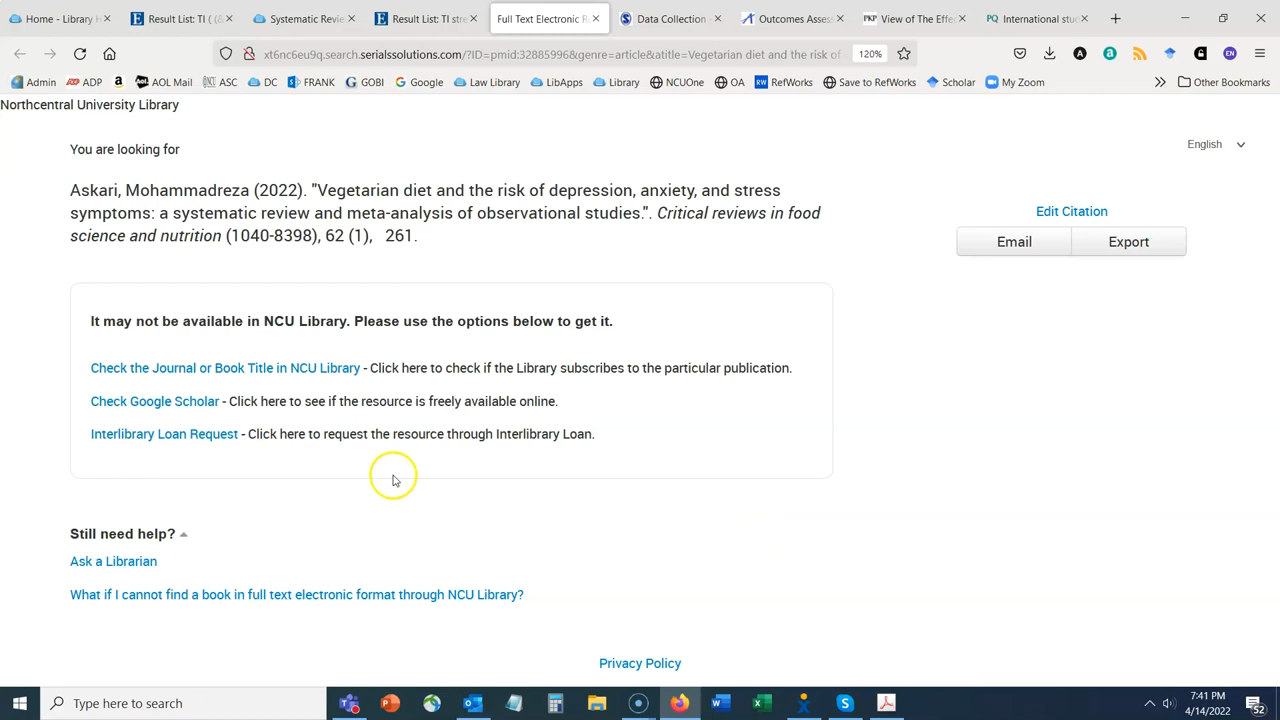 Home - Library H
Result List: TI ( (&
Systematic Revie
Result List: TI stre
Full Text Electronic R
Data Collection -
Outcomes Assess
PKP View of The Effe
PQ International stu
xt6nc6eu9q.search.serialssolutions.com/?ID=pmid:32885996&genre=article&atitle=Vegetarian diet and the risk of
120%
Admin ADP AOL Mail ASC DC FRANK GOBI Google Law Library LibApps Library NCUOne OA RW RefWorks Save to RefWorks Scholar My Zoom Other Bookmarks
Northcentral University Library
You are looking for
English
Askari, Mohammadreza (2022). "Vegetarian diet and the risk of depression, anxiety, and stress
symptoms: a systematic review and meta-analysis of observational studies.". Critical reviews in food
science and nutrition (1040-8398), 62 (1), 261.
Edit Citation
Email Export
It may not be available in NCU Library. Please use the options below to get it.
Check the Journal or Book Title in NCU Library - Click here to check if the Library subscribes to the particular publication.
Check Google Scholar - Click here to see if the resource is freely available online.
Interlibrary Loan Request - Click here to request the resource through Interlibrary Loan.
Still need help?
Ask a Librarian
What if I cannot find a book in full text electronic format through NCU Library?
Privacy Policy
Type here to search
7:41 PM
4/14/2022
52